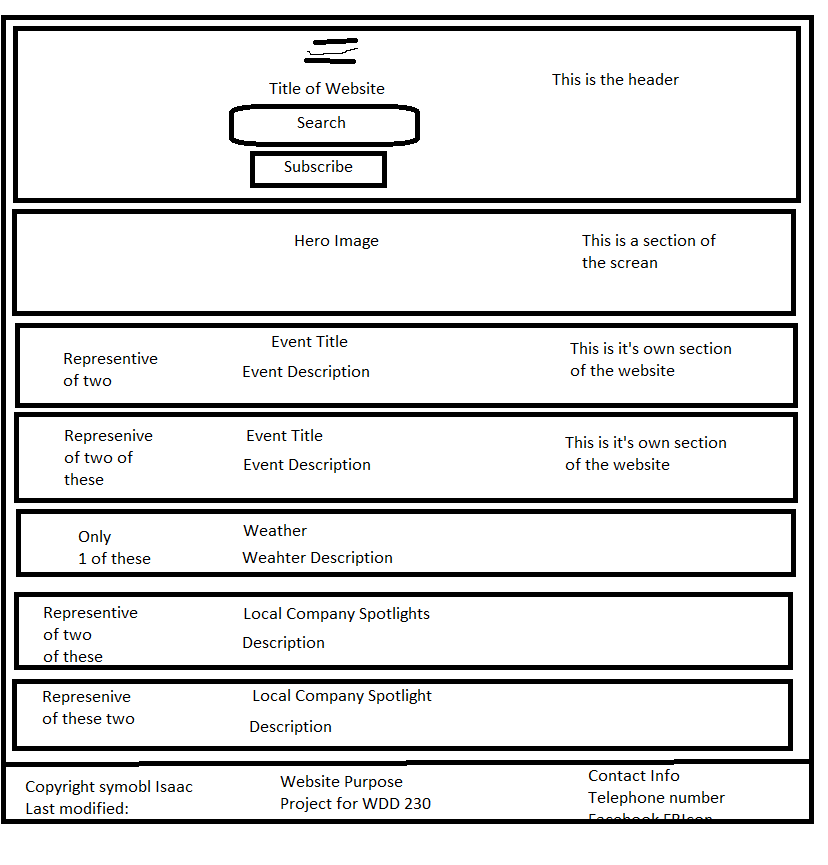 Title of Website
This is the header
Search
Subscribe
Hero Image
This is a section of
the screan
Representive
of two
Event Title
Event Description
This is it's own section
of the website
Represenive
of two of
these
Event Title
Event Description
This is it's own section
of the website
Only
1 of these
Weather
Weahter Description
Representive
of two
of these
Local Company Spotlights
Description
Represenive
of these two
Local Company Spotlight
Description
Copyright symobl Isaac
Last modified:
Website Purpose
Project for WDD 230
Contact Info
Telephone number
Facebook FBIcon